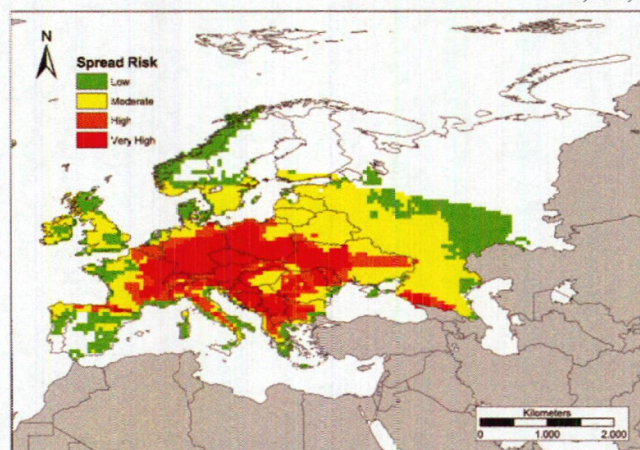 N
Spread Risk
Low
Moderate
High
Very High
Kilometers
0 1.000 2.000